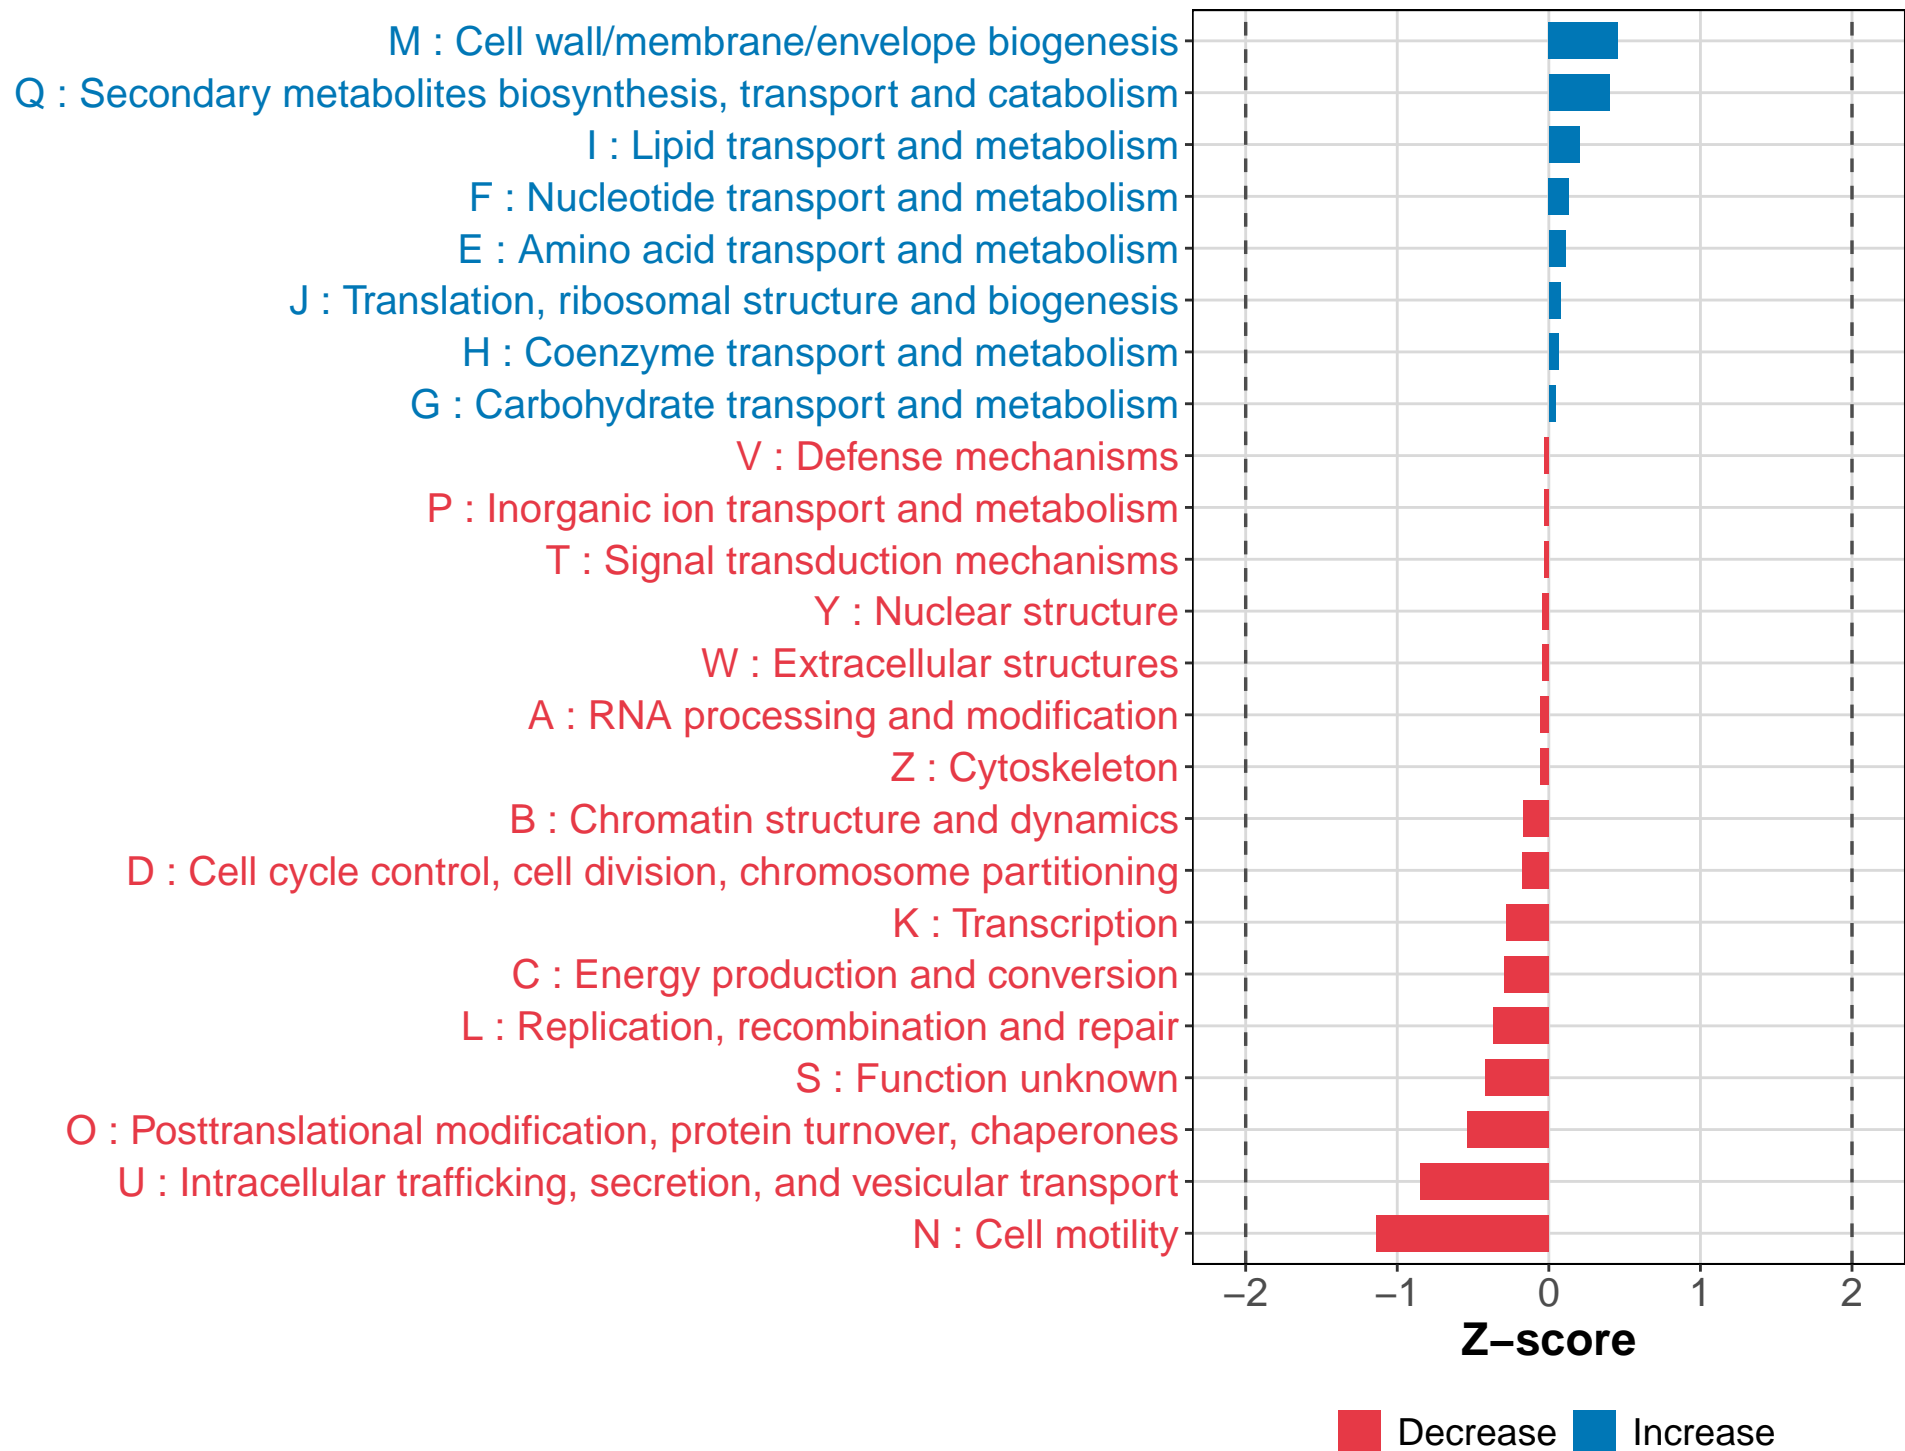 M : Cell wall/membrane/envelope biogenesis
Q : Secondary metabolites biosynthesis, transport and catabolism
I : Lipid transport and metabolism
F : Nucleotide transport and metabolism
E : Amino acid transport and metabolism
J : Translation, ribosomal structure and biogenesis
H : Coenzyme transport and metabolism
G : Carbohydrate transport and metabolism
V : Defense mechanisms
P : Inorganic ion transport and metabolism
T : Signal transduction mechanisms
Y : Nuclear structure
W : Extracellular structures
A : RNA processing and modification
Z : Cytoskeleton
B : Chromatin structure and dynamics
D : Cell cycle control, cell division, chromosome partitioning
K : Transcription
C : Energy production and conversion
L : Replication, recombination and repair
S : Function unknown
O : Posttranslational modification, protein turnover, chaperones
U : Intracellular trafficking, secretion, and vesicular transport
N : Cell motility
−2 −1 0 1 2
Z−score
Decrease Increase